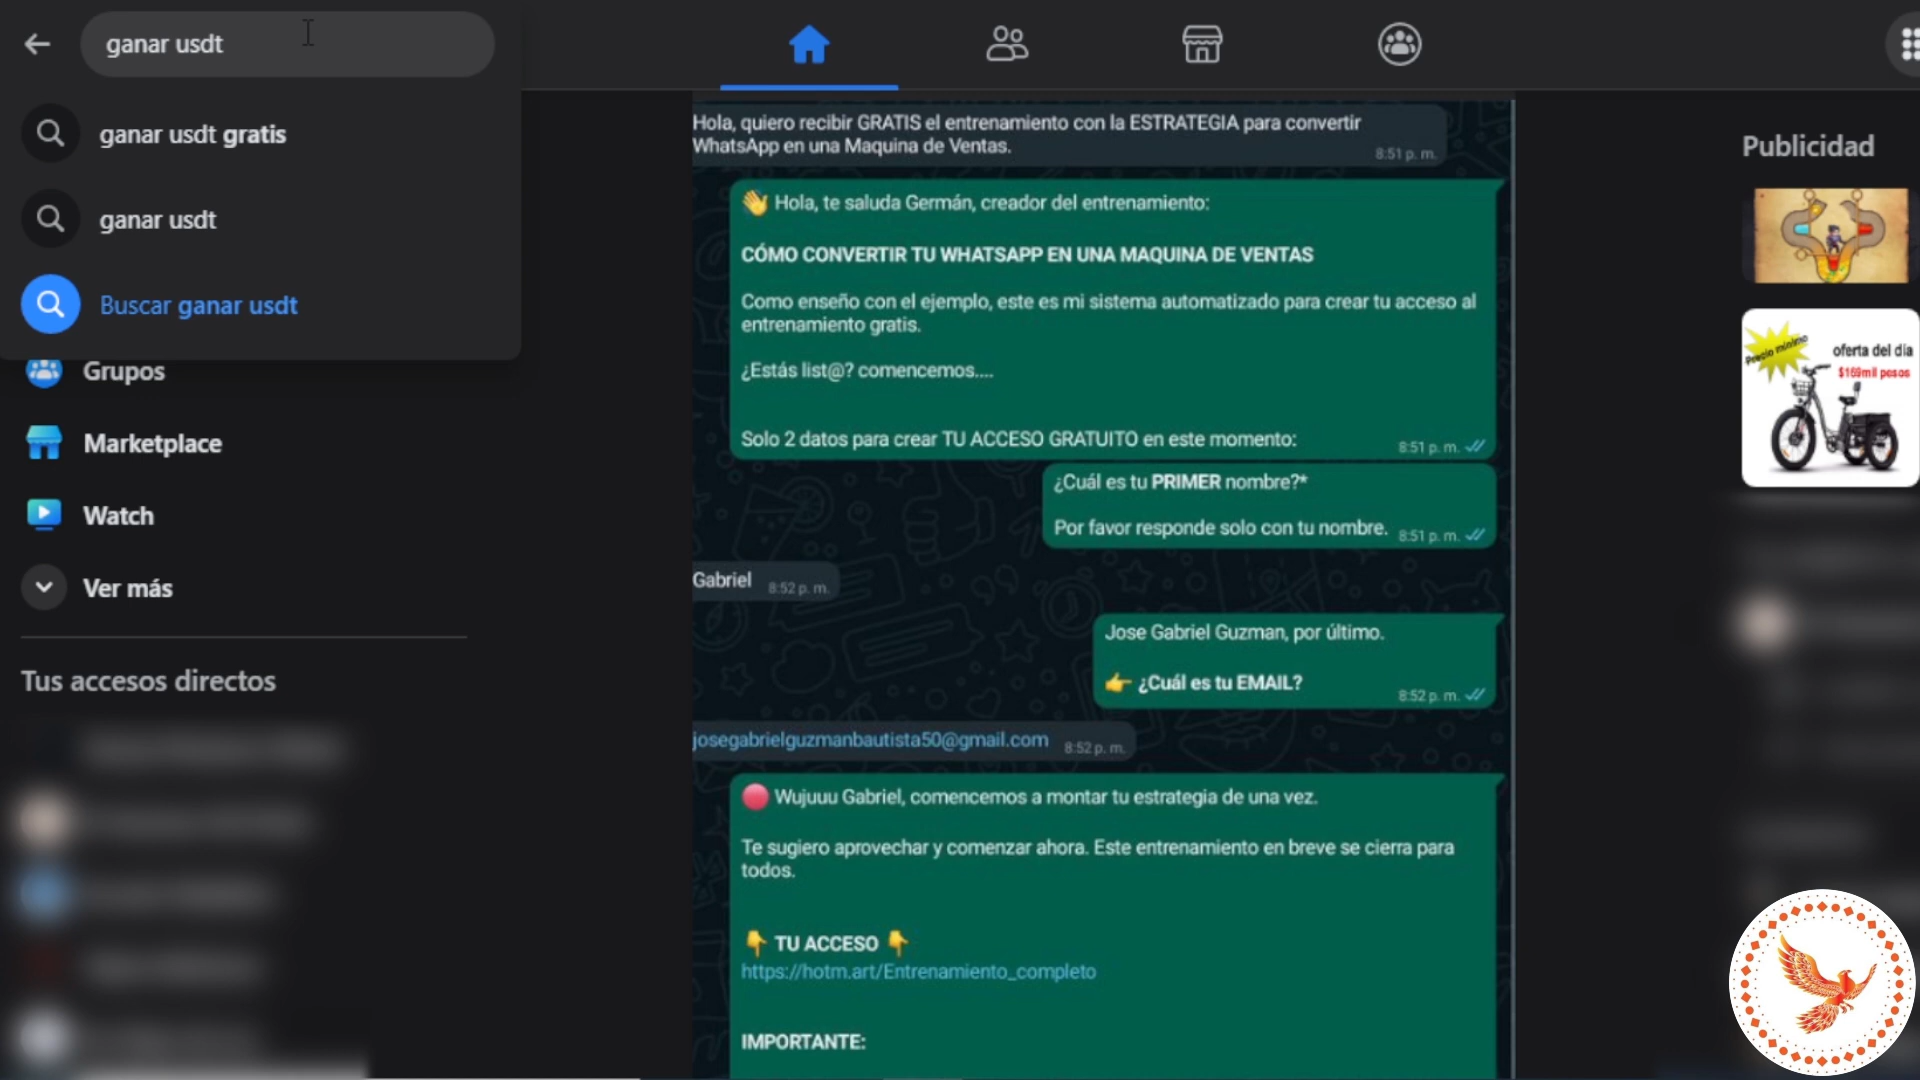 ganar usdt
ganar usdt gratis
ganar usdt
Buscar ganar usdt
Grupos
Marketplace
Watch
Ver más
Tus accesos directos
Hola, quiero recibir GRATIS el entrenamiento con la ESTRATEGIA para convertir
WhatsApp en una Maquina de Ventas.
8:51 p. m.
👋 Hola, te saluda Germán, creador del entrenamiento:
CÓMO CONVERTIR TU WHATSAPP EN UNA MAQUINA DE VENTAS
Como enseño con el ejemplo, este es mi sistema automatizado para crear tu acceso al
entrenamiento gratis.
¿Estás list@? comencemos....
Solo 2 datos para crear TU ACCESO GRATUITO en este momento:
8:51 p. m.
¿Cuál es tu PRIMER nombre?*
Por favor responde solo con tu nombre.
8:51 p. m.
Gabriel
8:52 p. m.
Jose Gabriel Guzman, por último.
👉 ¿Cuál es tu EMAIL?
8:52 p. m.
josegabrielguzmanbautista50@gmail.com
8:52 p. m.
🔴 Wujuuu Gabriel, comencemos a montar tu estrategia de una vez.
Te sugiero aprovechar y comenzar ahora. Este entrenamiento en breve se cierra para
todos.
👇 TU ACCESO 👇
https://hotm.art/Entrenamiento_completo
IMPORTANTE:
Publicidad
Precio mínimo
oferta del día
$169mil pesos